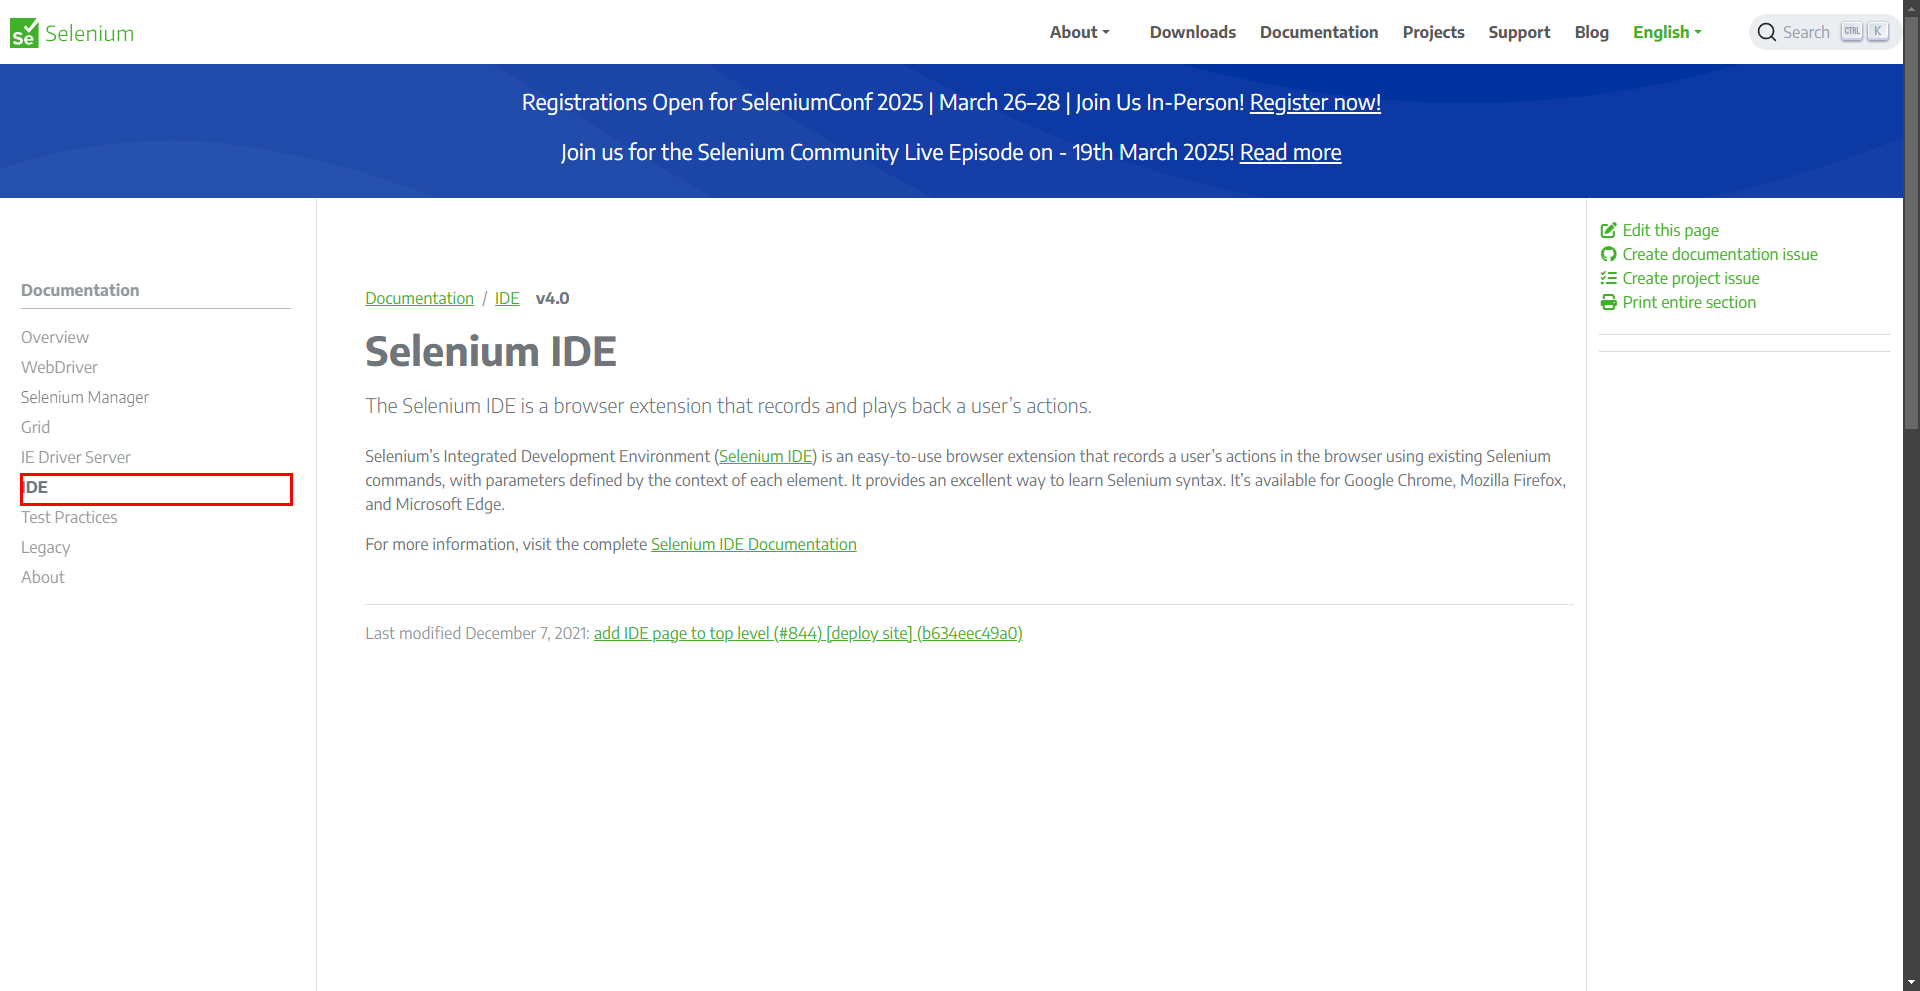 Se Selenium
About
Downloads
Documentation
Projects
Support
Blog
English
Search CTRL K
Registrations Open for SeleniumConf 2025 | March 26–28 | Join Us In-Person! Register now!
Join us for the Selenium Community Live Episode on - 19th March 2025! Read more
Documentation
Overview
WebDriver
Selenium Manager
Grid
IE Driver Server
IDE
Test Practices
Legacy
About
Documentation / IDE v4.0
Selenium IDE
The Selenium IDE is a browser extension that records and plays back a user’s actions.
Selenium’s Integrated Development Environment (Selenium IDE) is an easy-to-use browser extension that records a user’s actions in the browser using existing Selenium
commands, with parameters defined by the context of each element. It provides an excellent way to learn Selenium syntax. It’s available for Google Chrome, Mozilla Firefox,
and Microsoft Edge.
For more information, visit the complete Selenium IDE Documentation
Last modified December 7, 2021: add IDE page to top level (#844) [deploy site] (b634eec49a0)
Edit this page
Create documentation issue
Create project issue
Print entire section